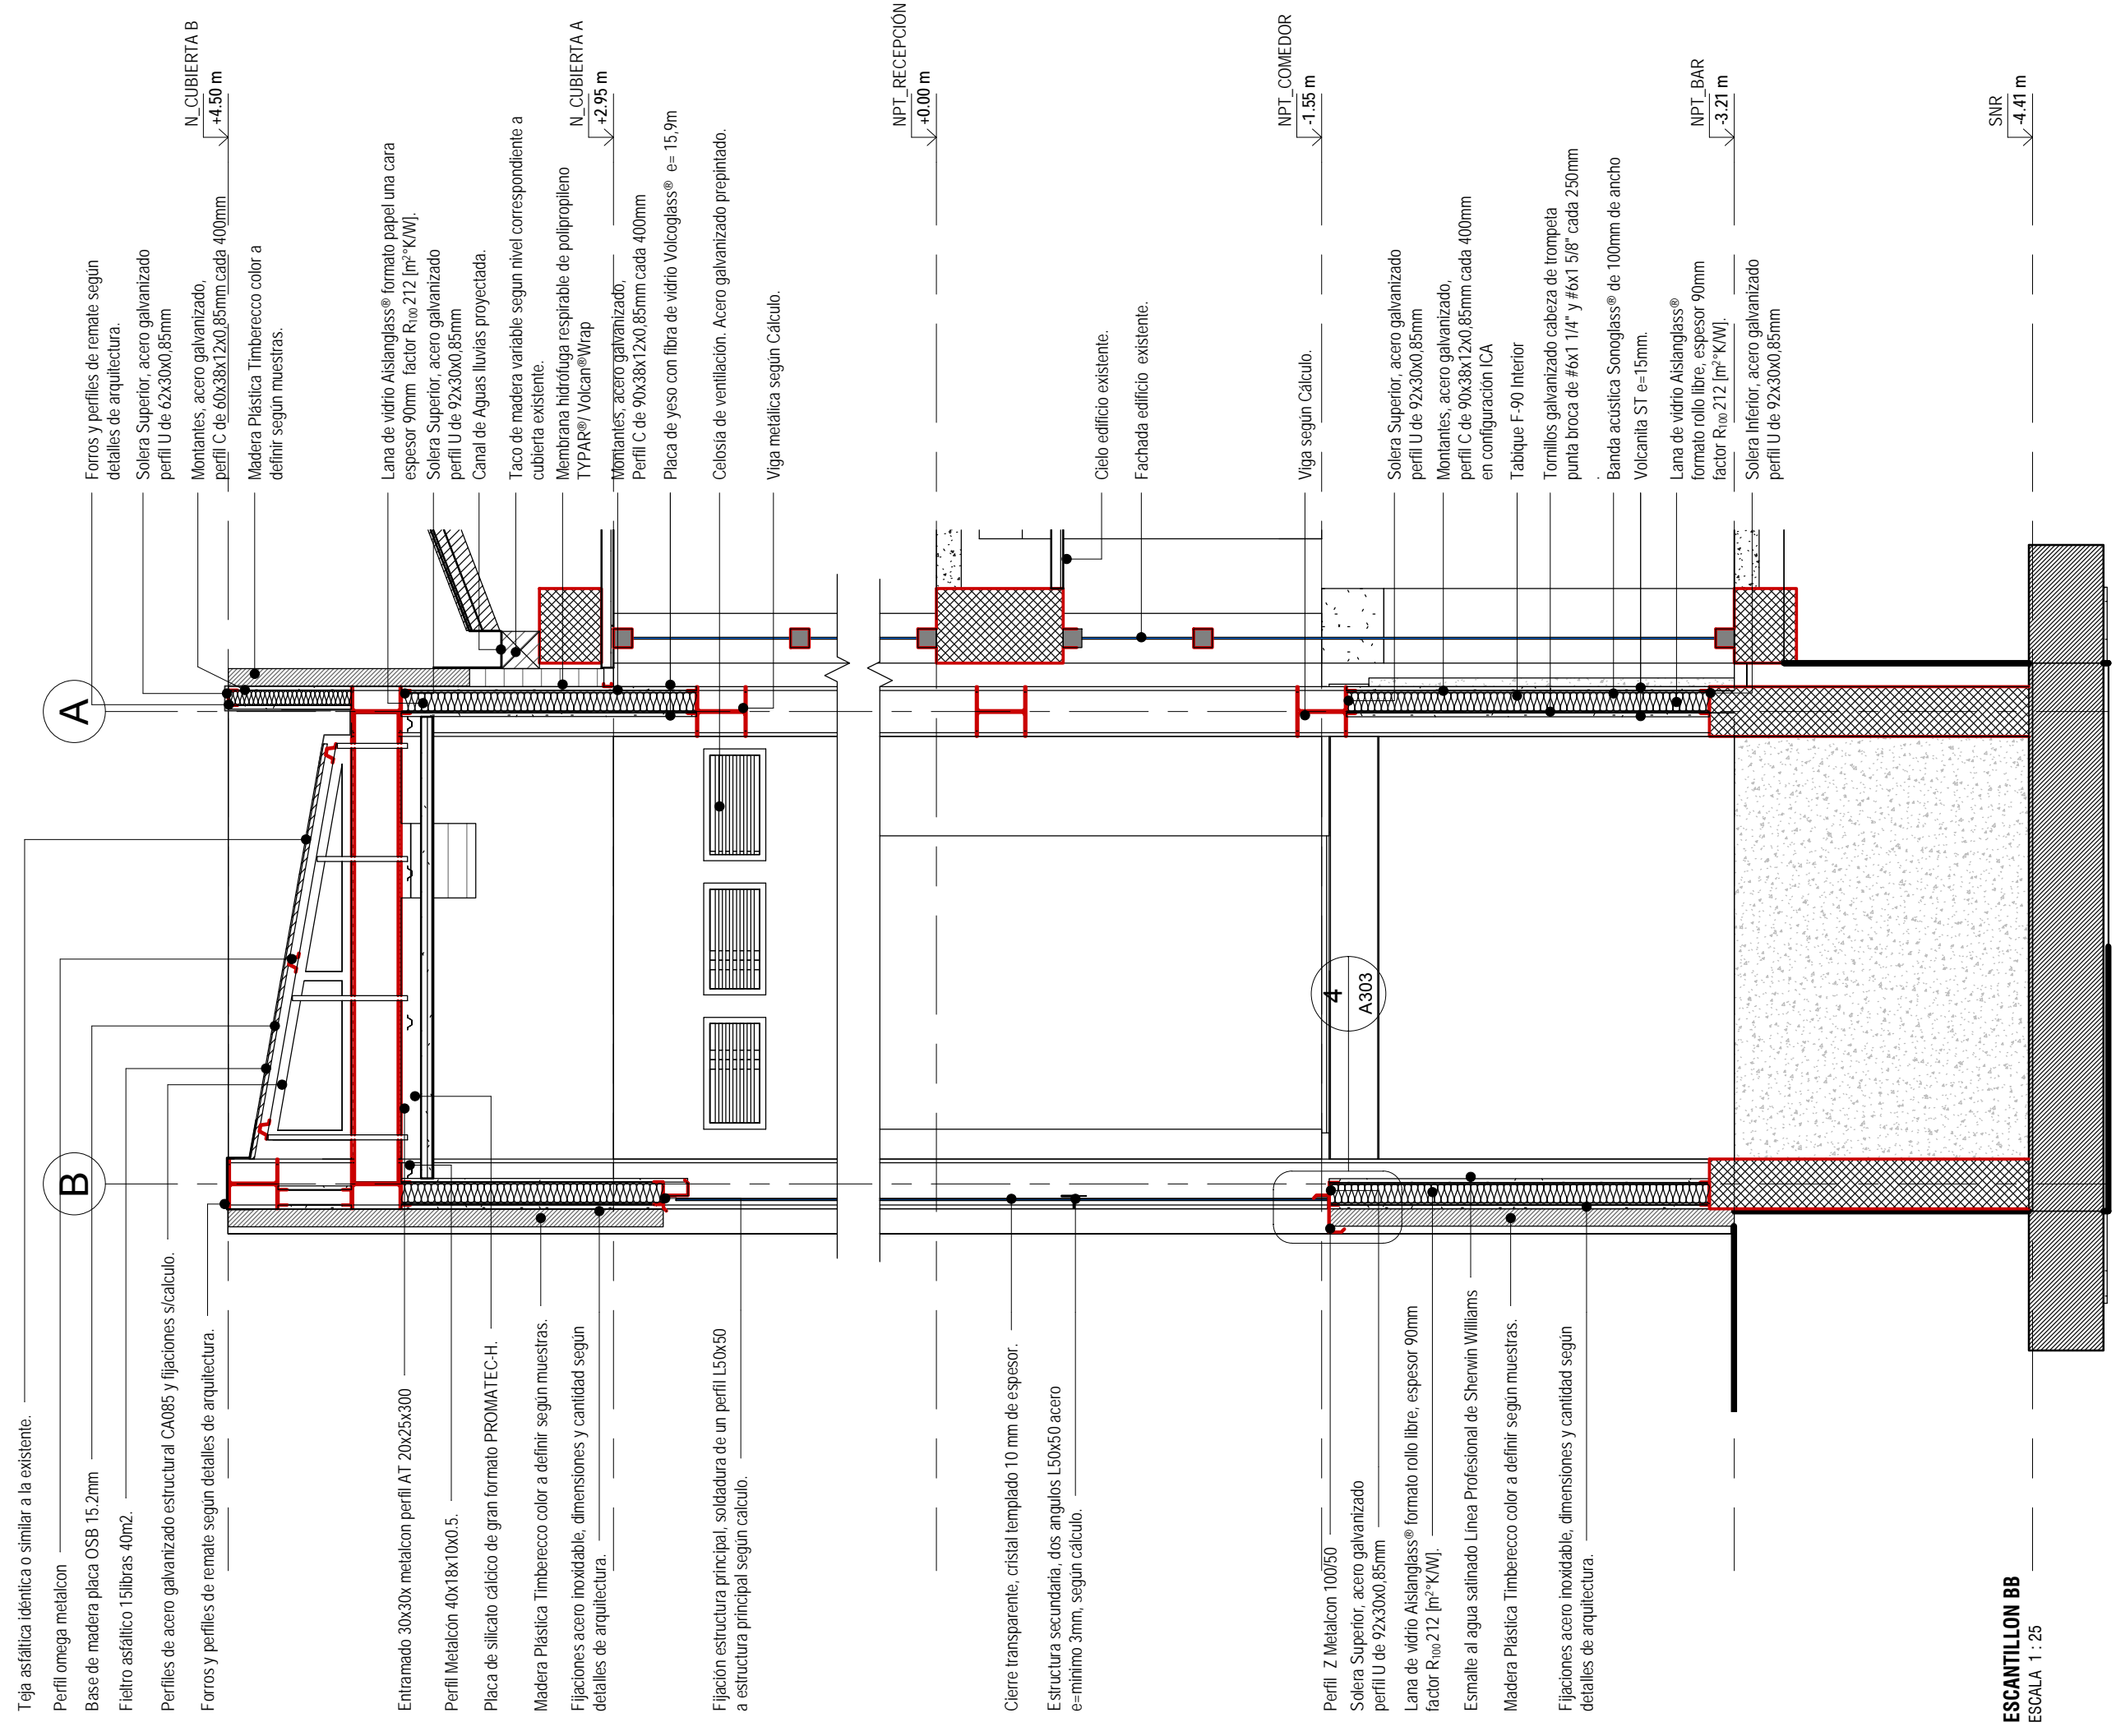 Teja asfáltica idéntica o similar a la existente.
Perfil omega metalcon
Base de madera placa OSB 15.2mm
Fieltro asfáltico 15libras 40m2.
Perfiles de acero galvanizado estructural CA085 y fijaciones s/calculo.
Forros y perfiles de remate según detalles de arquitectura.
Entramado 30x30x metalcon perfil AT 20x25x300
Perfil Metalcón 40x18x10x0.5.
Placa de silicato cálcico de gran formato PROMATEC-H.
Madera Plástica Timberecco color a definir según muestras.
Fijaciones acero inoxidable, dimensiones y cantidad según
detalles de arquitectura.
Fijación estructura principal, soldadura de un perfil L50x50
a estructura principal según calculo.
Cierre transparente, cristal templado 10 mm de espesor.
Estructura secundaria, dos angulos L50x50 acero
e=minimo 3mm, según cálculo.
Perfil Z Metalcon 100/50
Solera Superior, acero galvanizado
perfil U de 92x30x0,85mm
Lana de vidrio Aislanglass® formato rollo libre, espesor 90mm
factor R100 212 [m²°K/W].
Esmalte al agua satinado Línea Profesional de Sherwin Williams
Madera Plástica Timberecco color a definir según muestras.
Fijaciones acero inoxidable, dimensiones y cantidad según
detalles de arquitectura.
ESCANTILLON BB
ESCALA 1 : 25
B
A
4
A303
Forros y perfiles de remate según
detalles de arquitectura.
Solera Superior, acero galvanizado
perfil U de 62x30x0,85mm
Montantes, acero galvanizado,
perfil C de 60x38x12x0,85mm cada 400mm
Madera Plástica Timberecco color a
definir según muestras.
Lana de vidrio Aislanglass® formato papel una cara
espesor 90mm factor R100 212 [m²°K/W].
Solera Superior, acero galvanizado
perfil U de 92x30x0,85mm
Canal de Aguas lluvias proyectada.
Taco de madera variable segun nivel correspondiente a
cubierta existente.
Membrana hidrófuga respirable de polipropileno
TYPAR®/ Volcan®Wrap
Montantes, acero galvanizado,
Perfil C de 90x38x12x0,85mm cada 400mm
Placa de yeso con fibra de vidrio Volcoglass® e= 15,9m
Celosía de ventilación. Acero galvanizado prepintado.
Viga metálica según Cálculo.
Cielo edificio existente.
Fachada edificio existente.
Viga según Cálculo.
Solera Superior, acero galvanizado
perfil U de 92x30x0,85mm
Montantes, acero galvanizado,
perfil C de 90x38x12x0,85mm cada 400mm
en configuración ICA
Tabique F-90 Interior
Tornillos galvanizado cabeza de trompeta
punta broca de #6x1 1/4" y #6x1 5/8" cada 250mm
.
Banda acústica Sonoglass® de 100mm de ancho
Volcanita ST e=15mm.
Lana de vidrio Aislanglass®
formato rollo libre, espesor 90mm
factor R100 212 [m²°K/W].
Solera Inferior, acero galvanizado
perfil U de 92x30x0,85mm
N_CUBIERTA B
+4.50 m
N_CUBIERTA A
+2.95 m
NPT_RECEPCIÓN
+0.00 m
NPT_COMEDOR
-1.55 m
NPT_BAR
-3.21 m
SNR
-4.41 m